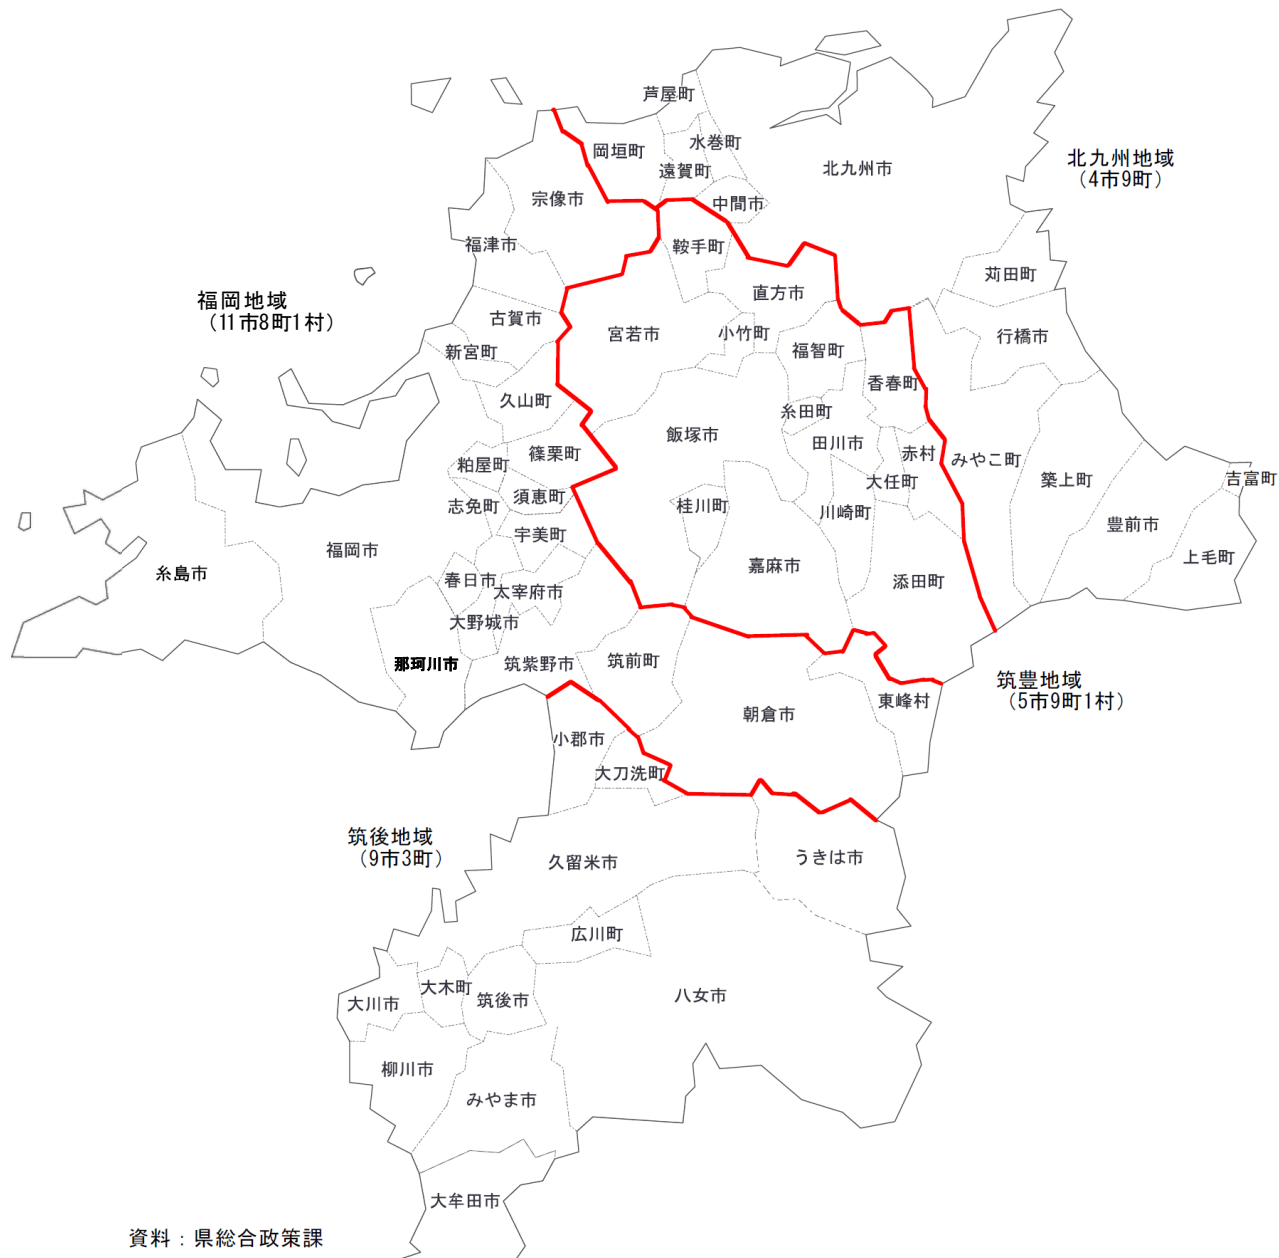 芦屋町
水巻町
岡垣町
遠賀町
北九州市
北九州地域
(4市9町)
宗像市
中間市
福津市
鞍手町
苅田町
直方市
福岡地域
(11市8町1村)
古賀市
宮若市
小竹町
行橋市
新宮町
福智町
香春町
久山町
糸田町
飯塚市
田川市
篠栗町
赤村
みやこ町
粕屋町
大任町
築上町
吉富町
須恵町
志免町
桂川町
川崎町
豊前市
宇美町
福岡市
上毛町
糸島市
春日市
嘉麻市
添田町
太宰府市
大野城市
那珂川市
筑紫野市
筑前町
筑豊地域
(5市9町1村)
東峰村
朝倉市
小郡市
大刀洗町
筑後地域
(9市3町)
久留米市
うきは市
広川町
大木町
筑後市
八女市
大川市
柳川市
みやま市
大牟田市
資料：県総合政策課